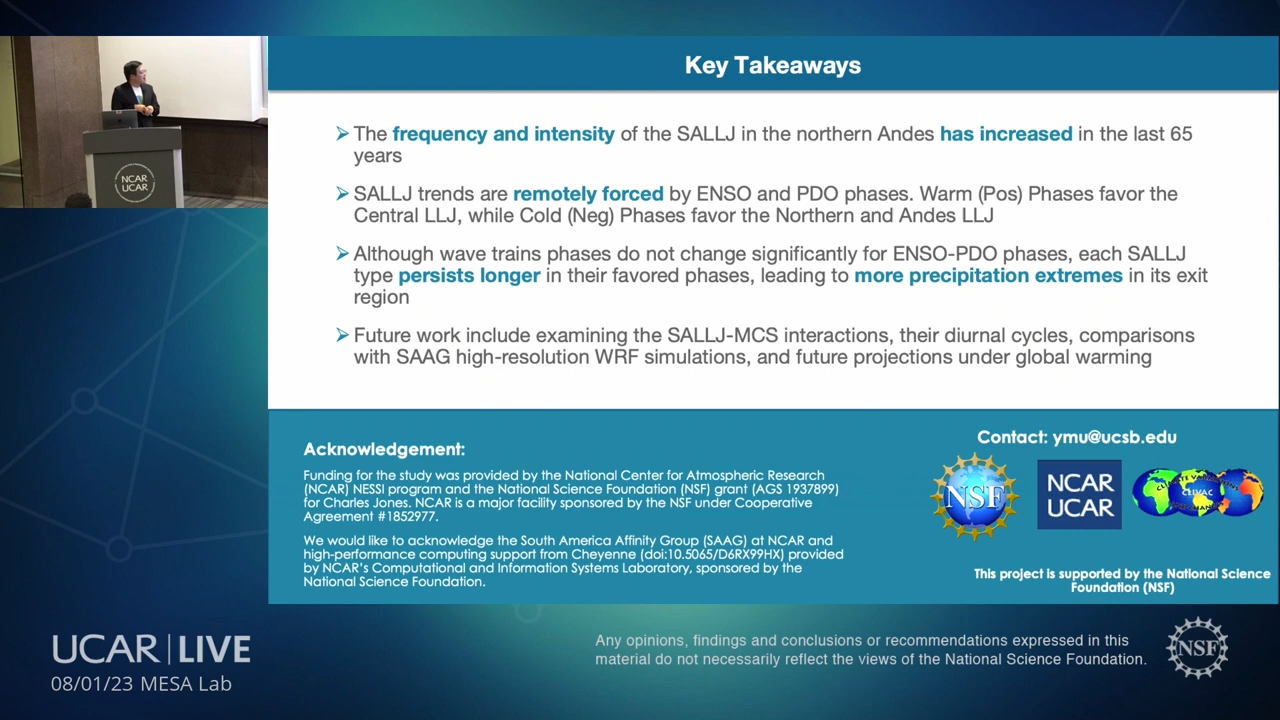 Key Takeaways
The frequency and intensity of the SALLJ in the northern Andes has increased in the last 65
years
SALLJ trends are remotely forced by ENSO and PDO phases. Warm (Pos) Phases favor the
Central LLJ, while Cold (Neg) Phases favor the Northern and Andes LLJ
Although wave trains phases do not change significantly for ENSO-PDO phases, each SALLJ
type persists longer in their favored phases, leading to more precipitation extremes in its exit
region
Future work include examining the SALLJ-MCS interactions, their diurnal cycles, comparisons
with SAAG high-resolution WRF simulations, and future projections under global warming
NCAR
UCAR
Acknowledgement:
Funding for the study was provided by the National Center for Atmospheric Research
(NCAR) NESSI program and the National Science Foundation (NSF) grant (AGS 1937899)
for Charles Jones. NCAR is a major facility sponsored by the NSF under Cooperative
Agreement #1852977.
We would like to acknowledge the South America Affinity Group (SAAG) at NCAR and
high-performance computing support from Cheyenne (doi:10.5065/D6RX99HX) provided
by NCAR's Computational and Information Systems Laboratory, sponsored by the
National Science Foundation.
Contact: ymu@ucsb.edu
NSF
NCAR
UCAR
CLIVAC
This project is supported by the National Science
Foundation (NSF)
UCAR | LIVE
08/01/23 MESA Lab
Any opinions, findings and conclusions or recommendations expressed in this
material do not necessarily reflect the views of the National Science Foundation.
NSF